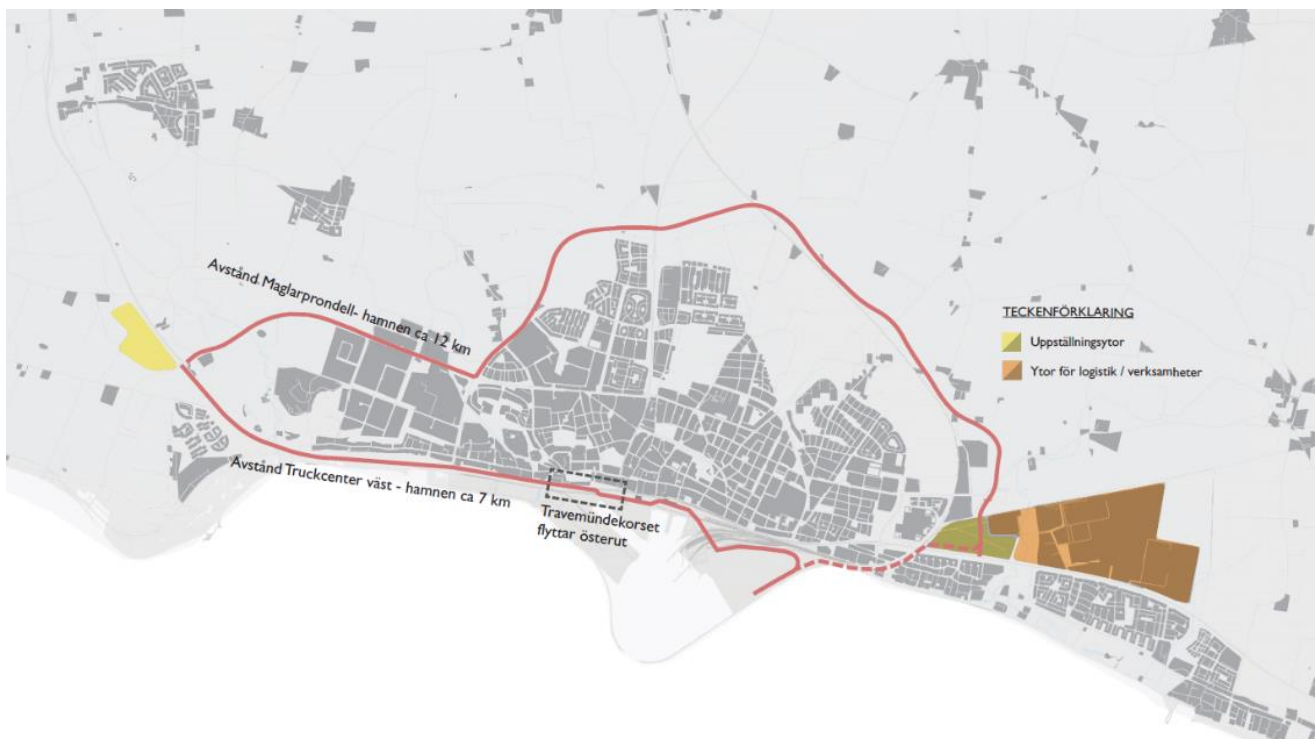 Avstånd Maglarprondell- hamnen ca 12 km
TECKENFÖRKLARING
Uppställningsytor
Ytor för logistik / verksamheter
Avstånd Truckcenter väst - hamnen ca 7 km
Travemündekorset
flyttar österut